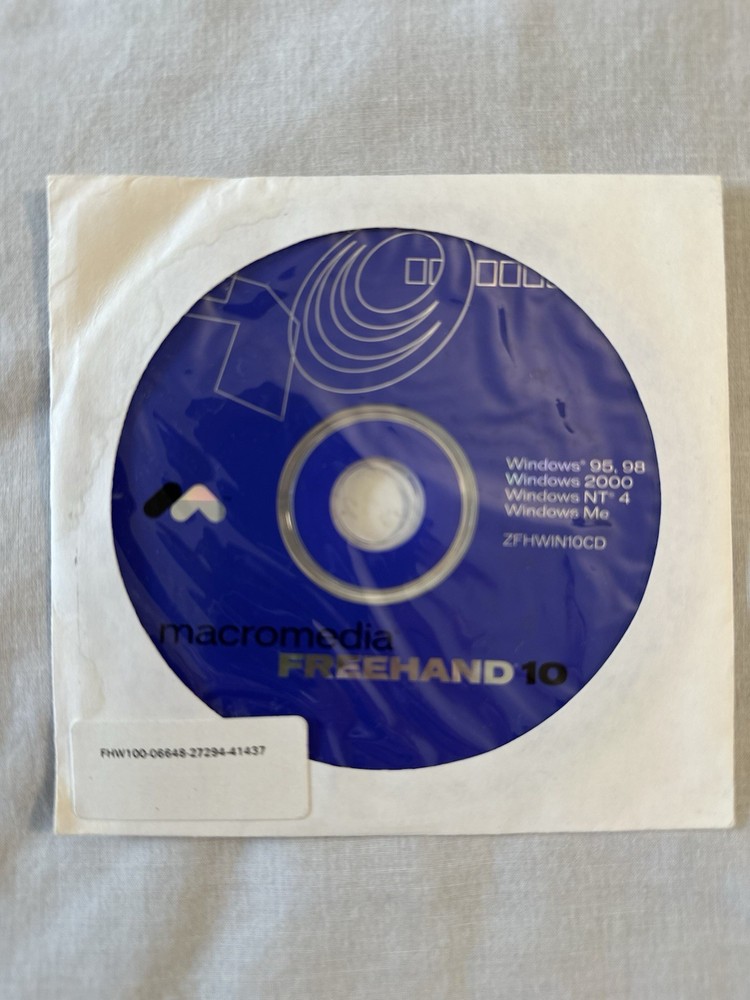 Windows® 95, 98
Windows 2000
Windows NT® 4
Windows Me
ZFHWIN10CD
macromedia
FREEHAND® 10
FHW100-06648-27294-41437